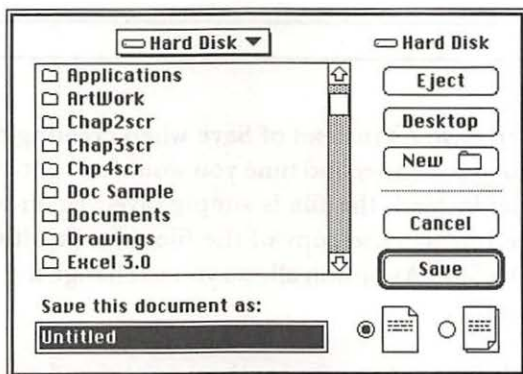 Hard Disk
Hard Disk
Applications
ArtWork
Chap2scr
Chap3scr
Chp4scr
Doc Sample
Documents
Drawings
Excel 3.0
Eject
Desktop
New
Cancel
Save
Save this document as:
Untitled